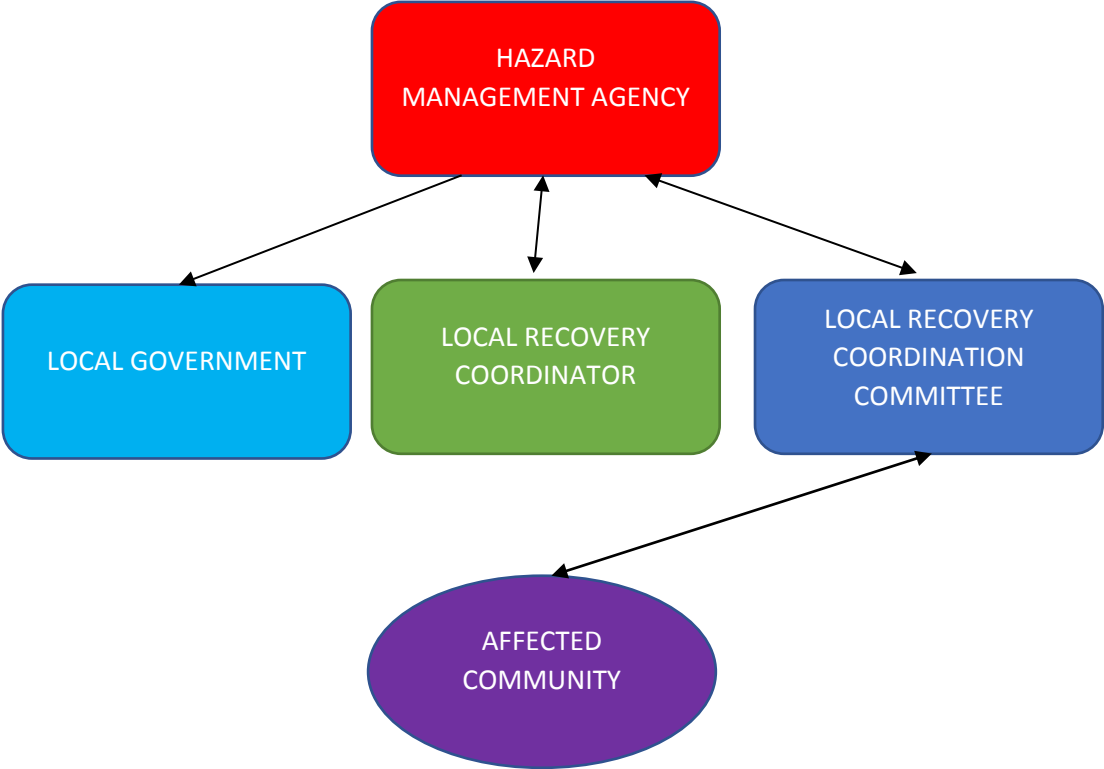 HAZARD
MANAGEMENT AGENCY
LOCAL GOVERNMENT
LOCAL RECOVERY
COORDINATOR
LOCAL RECOVERY
COORDINATION
COMMITTEE
AFFECTED
COMMUNITY